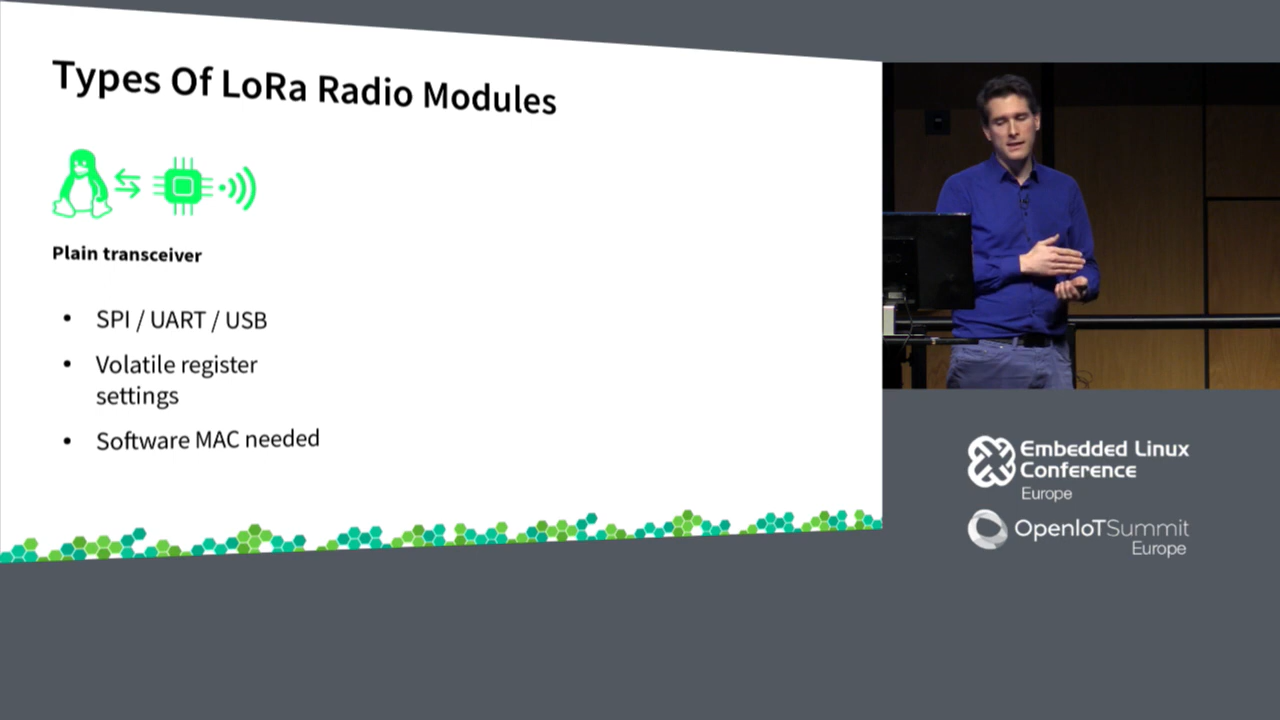 Types Of LoRa Radio Modules
Plain transceiver
• SPI / UART / USB
• Volatile register
settings
• Software MAC needed
Embedded Linux
Conference
Europe
OpenIoTSummit
Europe